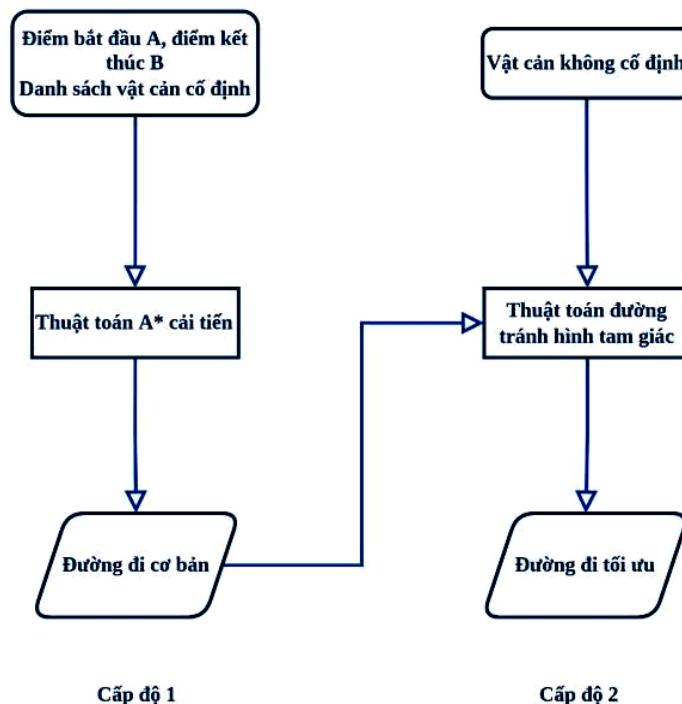 Điểm bắt đầu A, điểm kết
thúc B
Danh sách vật cản cố định
Vật cản không cố định
Thuật toán A* cải tiến
Thuật toán đường
tránh hình tam giác
Đường đi cơ bản
Đường đi tối ưu
Cấp độ 1
Cấp độ 2